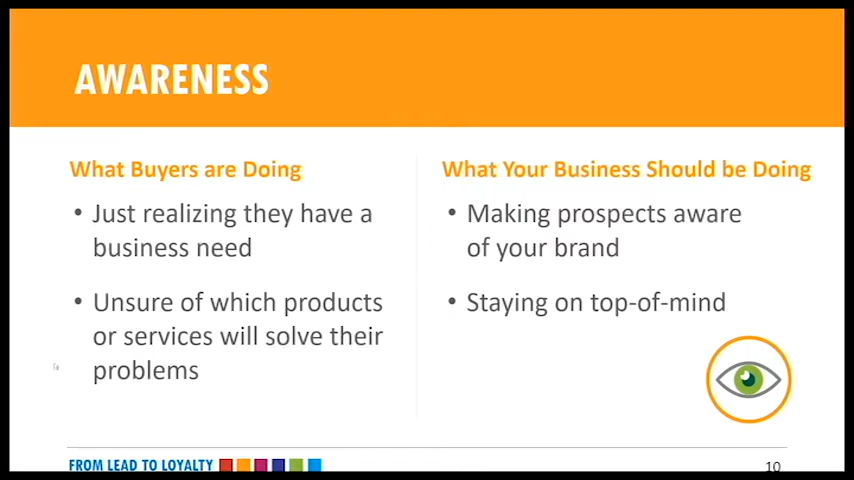 AWARENESS
What Buyers are Doing
• Just realizing they have a
business need
• Unsure of which products
or services will solve their
problems
What Your Business Should be Doing
• Making prospects aware
of your brand
• Staying on top-of-mind
FROM LEAD TO LOYALTY
10